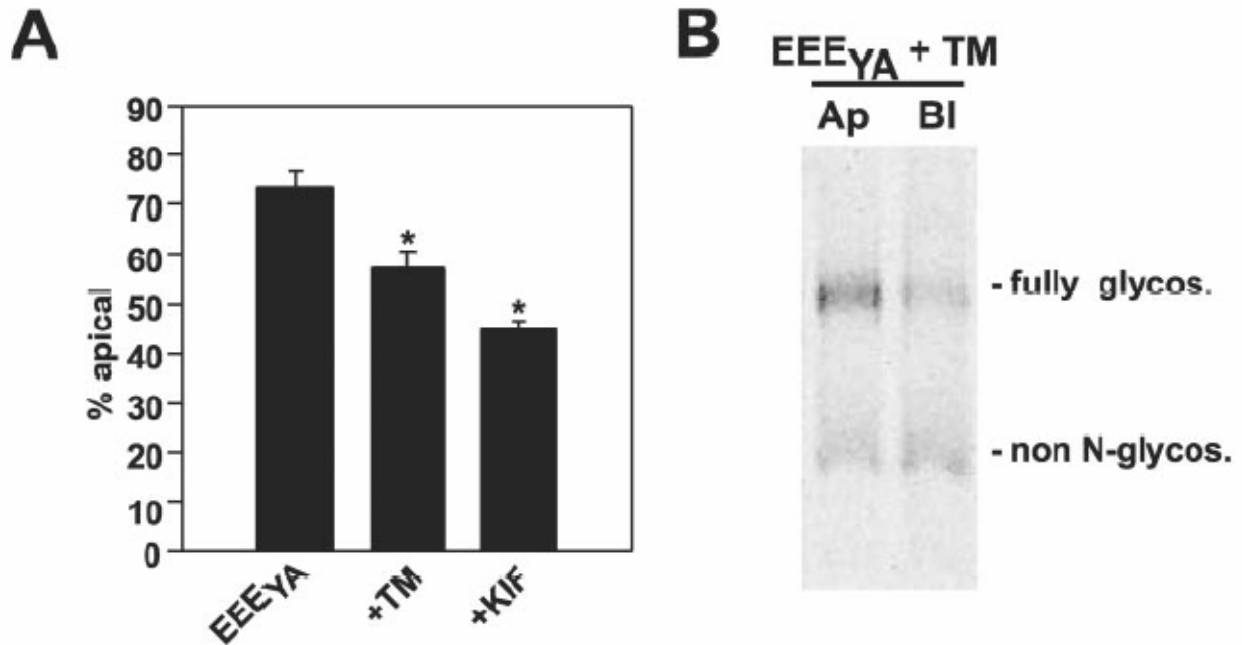 A
90
80
70
60
50
40
30
20
10
0
% apical
*
*
EEEYA
+TM
+KIF
B
EEEYA + TM
Ap Bl
- fully glycos.
- non N-glycos.